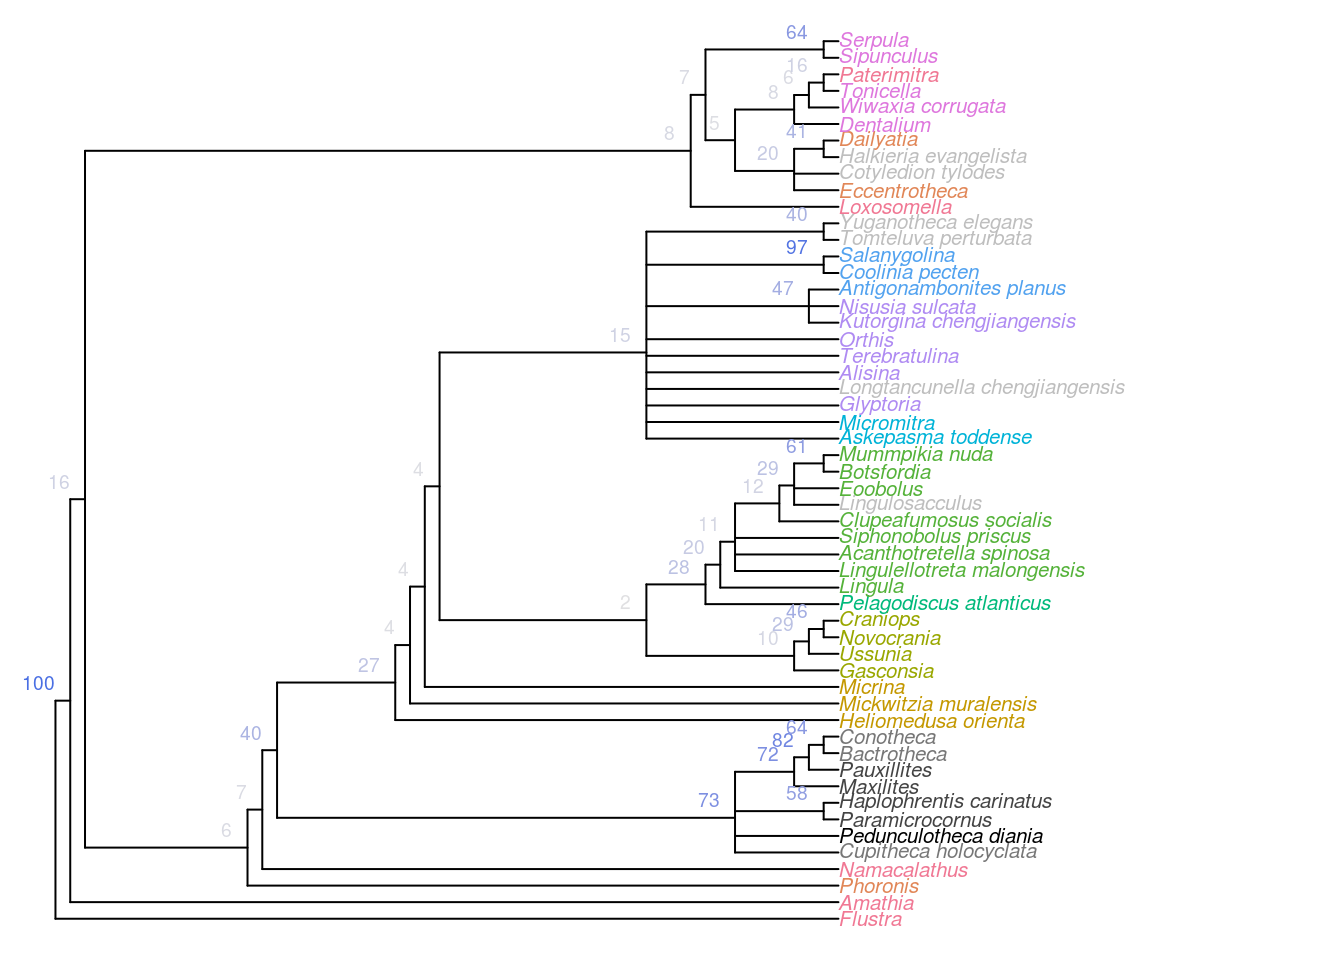 64 Serpula
Sipunculus
16 Paterimitra
7 6 Tonicella
8 Wiwaxia corrugata
5 Dentalium
8 41 Dailyatia
20 Halkieria evangelista
Cotyledion tylodes
Eccentrotheca
Loxosomella
40 Yuganotheca elegans
Tomteluva perturbata
97 Salanygolina
Coolinia pecten
47 Antigonambonites planus
Nisusia sulcata
Kutorgina chengjiangensis
15 Orthis
Terebratulina
Alisina
Longtancunella chengjiangensis
Glyptoria
Micromitra
Askepasma toddense
61 Mummpikia nuda
4 29 Botsfordia
16 12 Eoobolus
Lingulosacculus
11 Clupeafumosus socialis
Siphonobolus priscus
20 Acanthotretella spinosa
4 28 Lingulellotreta malongensis
Lingula
2 Pelagodiscus atlanticus
46 Craniops
4 29 Novocrania
10 Ussunia
27 Gasconsia
100 Micrina
Mickwitzia muralensis
Heliomedusa orienta
40 64 Conotheca
82 Bactrotheca
72 Pauxillites
7 Maxilites
73 58 Haplophrentis carinatus
Paramicrocornus
6 Pedunculotheca diania
Cupitheca holocyclata
Namacalathus
Phoronis
Amathia
Flustra